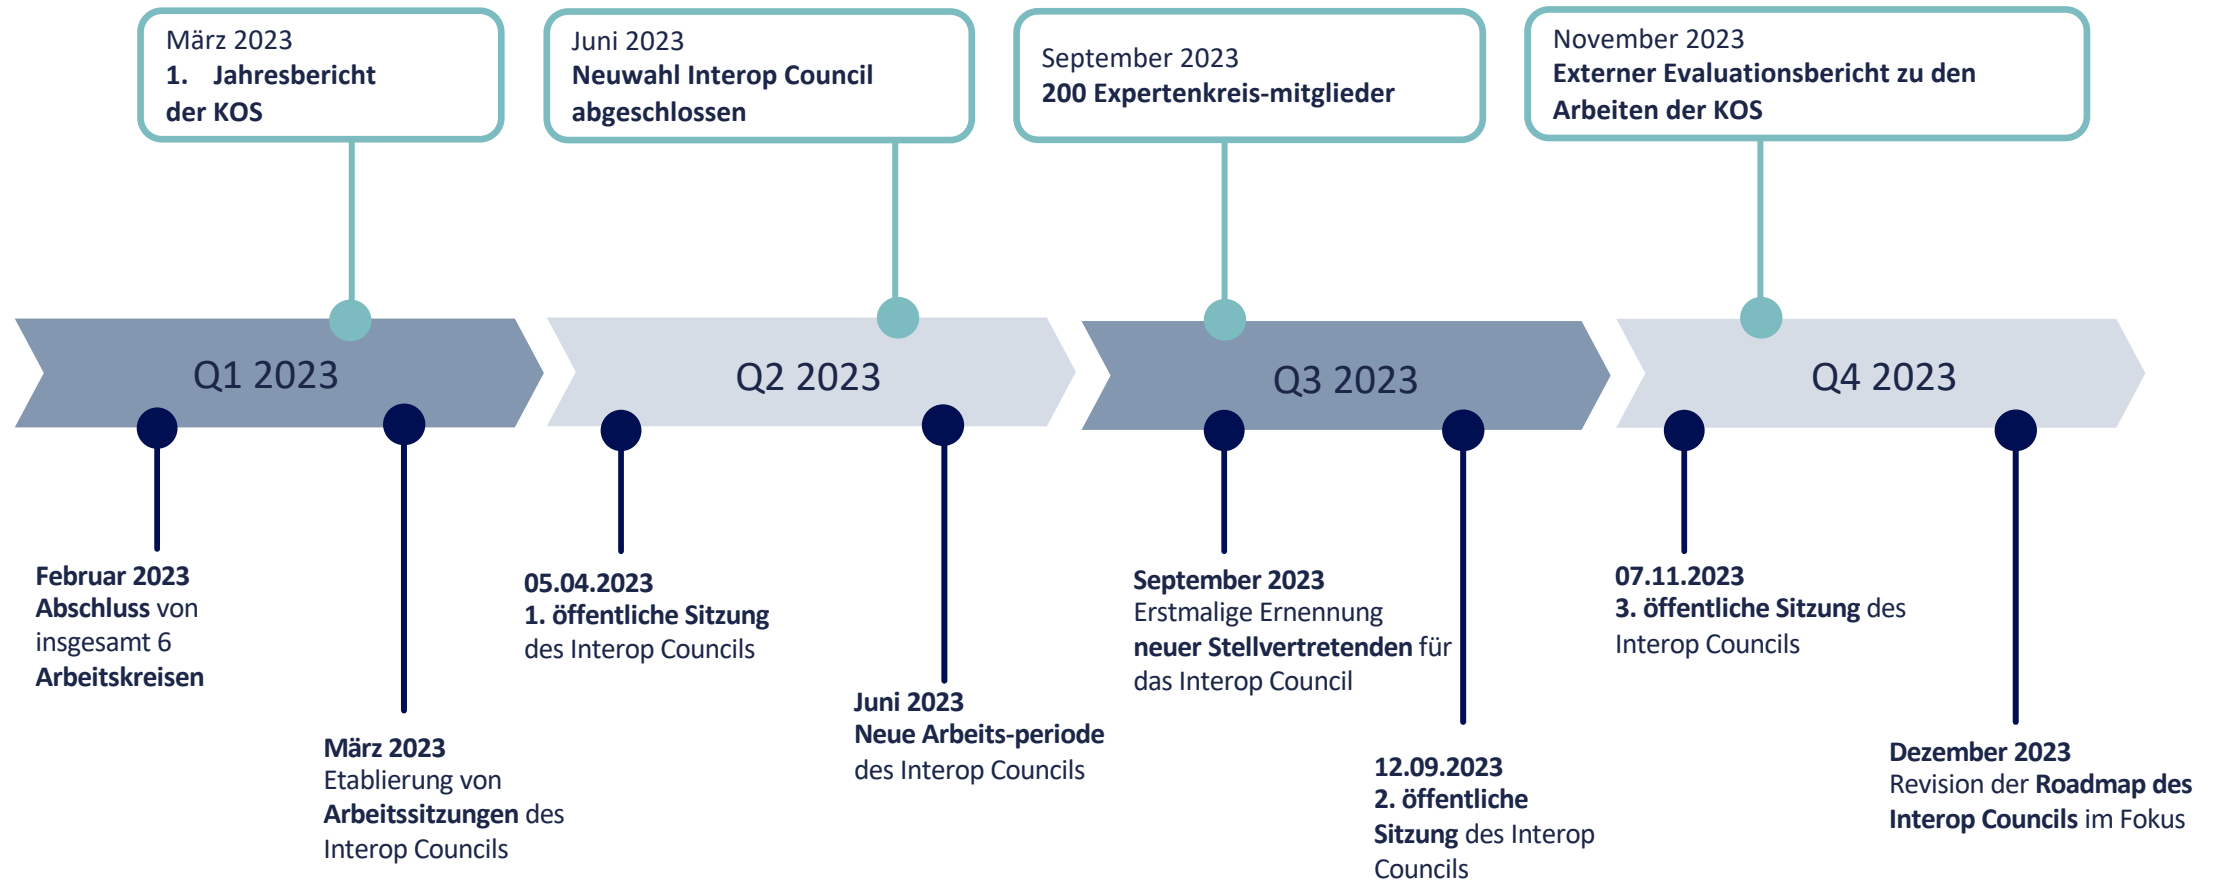 März 2023
1. Jahresbericht
der KOS
Juni 2023
Neuwahl Interop Council
abgeschlossen
September 2023
200 Expertenkreis-mitglieder
November 2023
Externer Evaluationsbericht zu den
Arbeiten der KOS
Q1 2023
Q2 2023
Q3 2023
Q4 2023
Februar 2023
Abschluss von
insgesamt 6
Arbeitskreisen
März 2023
Etablierung von
Arbeitssitzungen des
Interop Councils
05.04.2023
1. öffentliche Sitzung
des Interop Councils
Juni 2023
Neue Arbeits-periode
des Interop Councils
September 2023
Erstmalige Ernennung
neuer Stellvertretenden für
das Interop Council
12.09.2023
2. öffentliche
Sitzung des Interop
Councils
07.11.2023
3. öffentliche Sitzung des
Interop Councils
Dezember 2023
Revision der Roadmap des
Interop Councils im Fokus